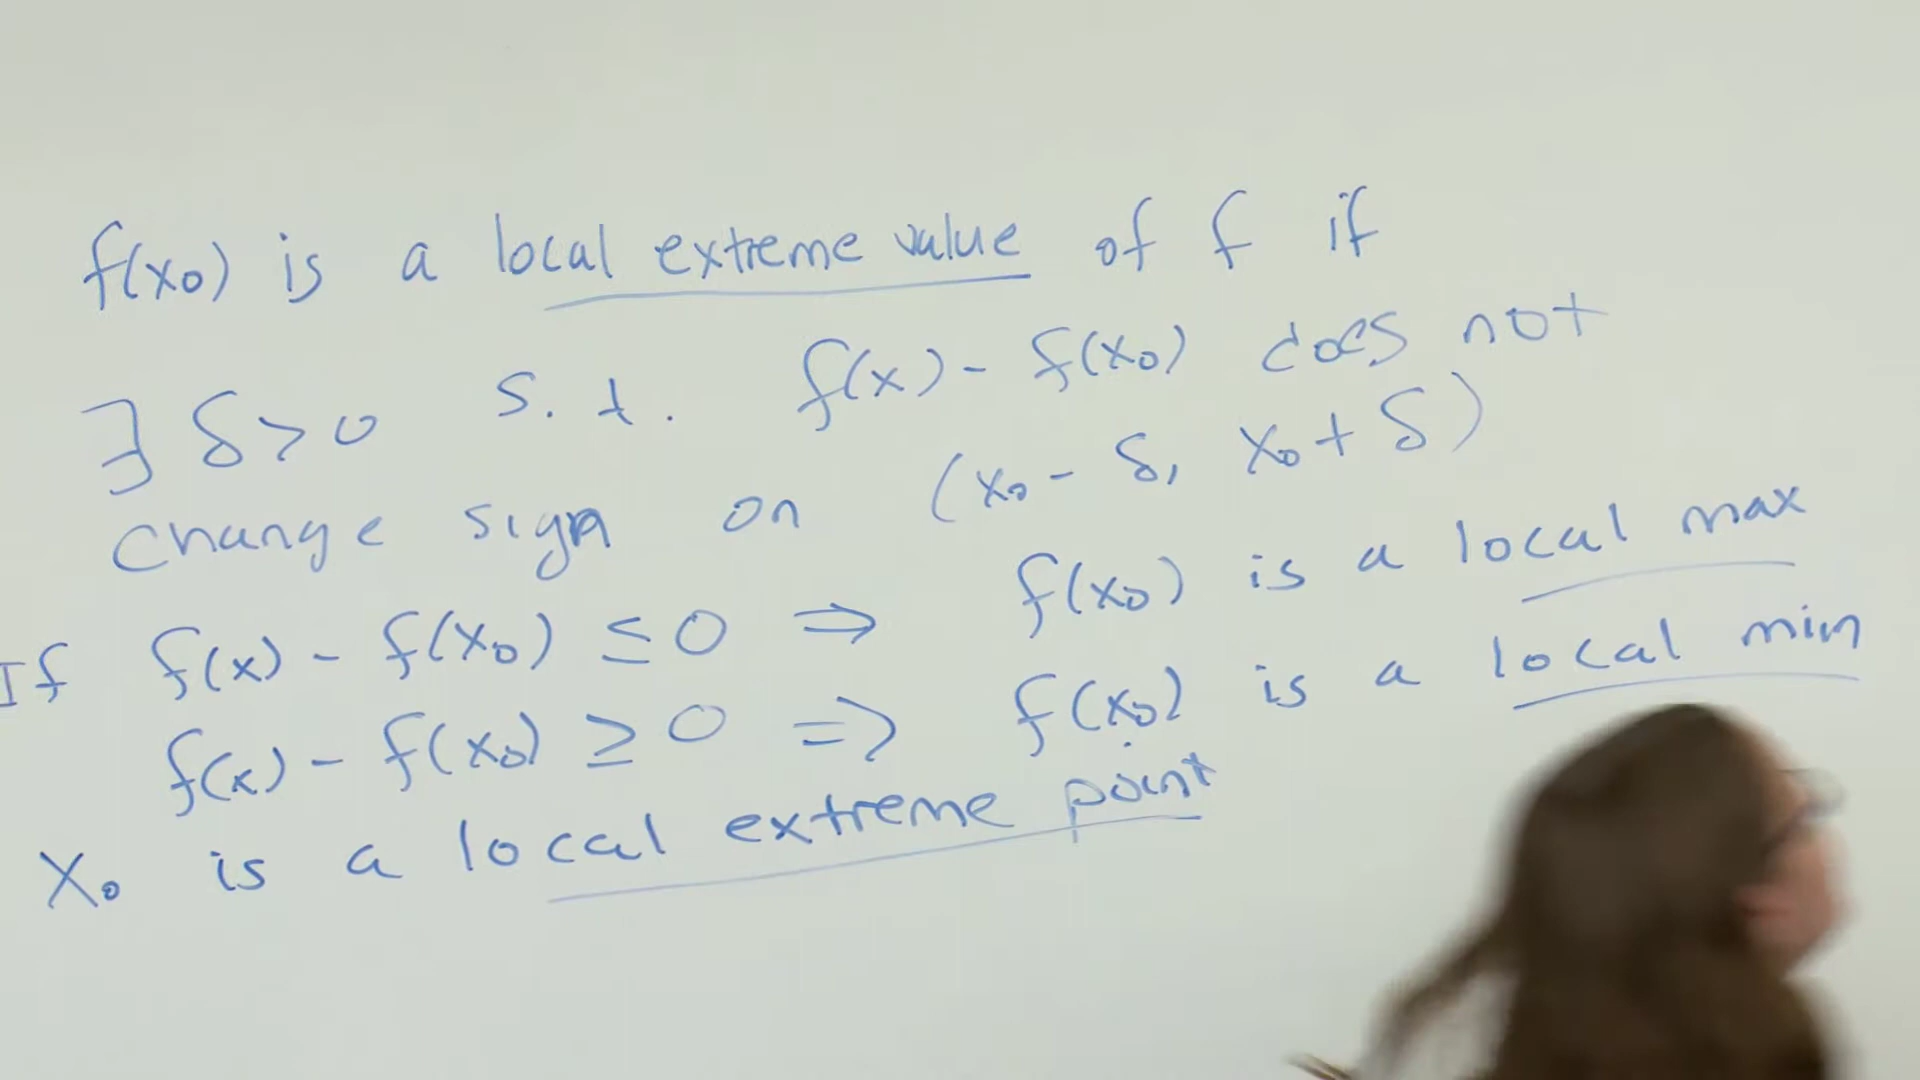 f(x₀) is a local extreme value of f if
∃ δ>0 s.t. f(x) - f(x₀) does not
change sign on (x₀ - δ, x₀ + δ)
If f(x) - f(x₀) ≤ 0 ⇒ f(x₀) is a local max
f(x) - f(x₀) ≥ 0 ⇒ f(x₀) is a local min
x₀ is a local extreme point